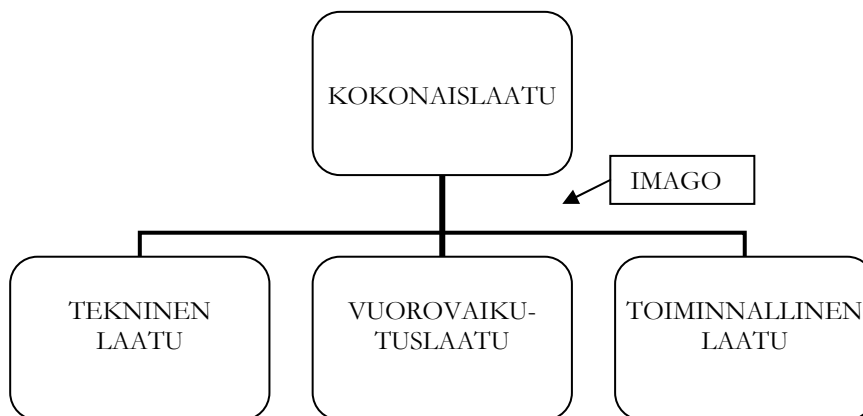 KOKONAISLAATU
IMAGO
TEKNINEN
LAATU
VUOROVAIKU-
TUSLAATU
TOIMINNALLINEN
LAATU